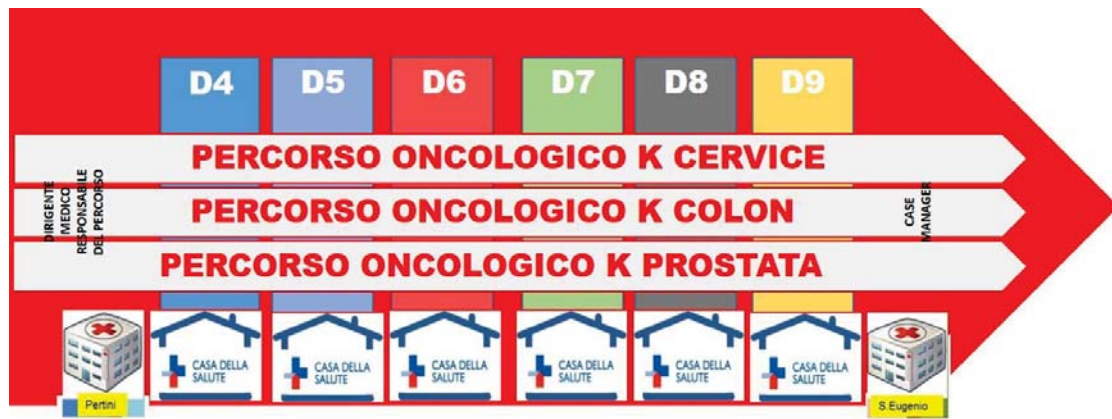 D4 D5 D6 D7 D8 D9
PERCORSO ONCOLOGICO K CERVICE
PERCORSO ONCOLOGICO K COLON
PERCORSO ONCOLOGICO K PROSTATA
DIRIGENTE
MEDICO
RESPONSABILE
DEL PERCORSO
CASE
MANAGER
CASA DELLA
SALUTE
CASA DELLA
SALUTE
CASA DELLA
SALUTE
CASA DELLA
SALUTE
CASA DELLA
SALUTE
CASA DELLA
SALUTE
Pertini
S.Eugenio